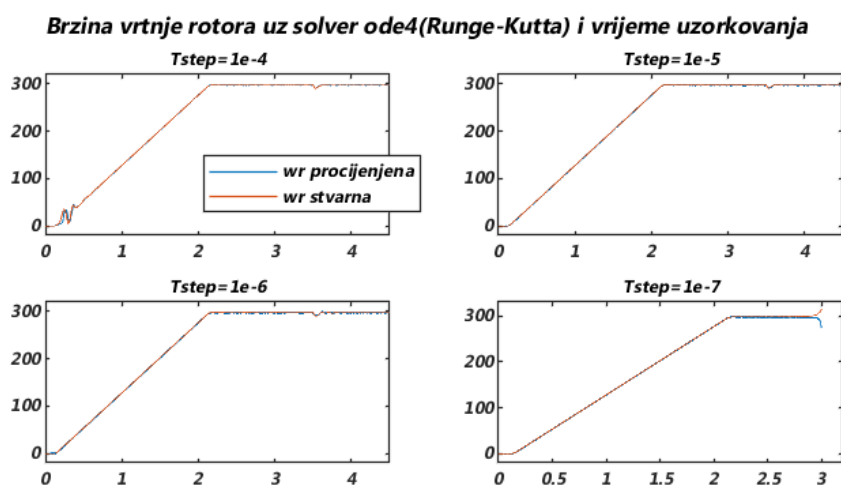 Brzina vrtnje rotora uz solver ode4(Runge-Kutta) i vrijeme uzorkovanja
Tstep=1e-4
300
200
100
0
0 1 2 3 4
wr procijenjena
wr stvarna
Tstep=1e-5
300
200
100
0
0 1 2 3 4
Tstep=1e-6
300
200
100
0
0 1 2 3 4
Tstep=1e-7
300
200
100
0
0 0.5 1 1.5 2 2.5 3